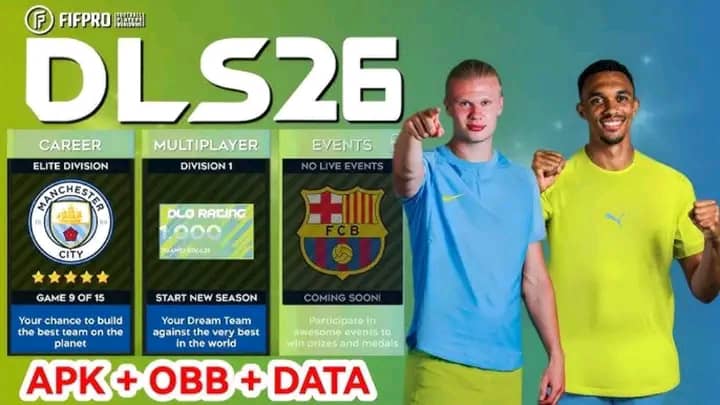 FIFPRO
DLS26
CAREER
ELITE DIVISION
MANCHESTER
CITY
GAME 9 OF 15
Your chance to build
the best team on the
planet
MULTIPLAYER
DIVISION 1
DLG RATING
1,900
START NEW SEASON
Your Dream Team
against the very best
in the world
EVENTS
NO LIVE EVENTS
FCB
COMING SOON!
Participate in
awesome events to
win prizes and medals
APK + OBB + DATA